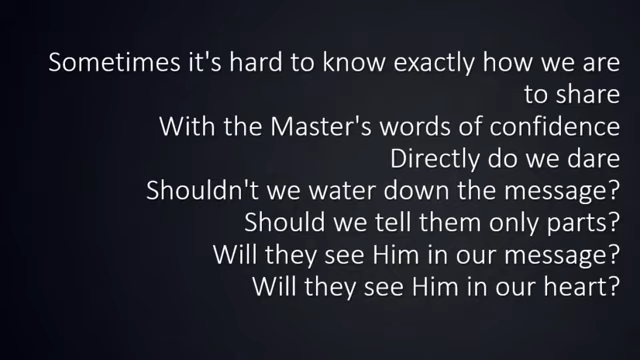 Sometimes it's hard to know exactly how we are
to share
With the Master's words of confidence
Directly do we dare
Shouldn't we water down the message?
Should we tell them only parts?
Will they see Him in our message?
Will they see Him in our heart?